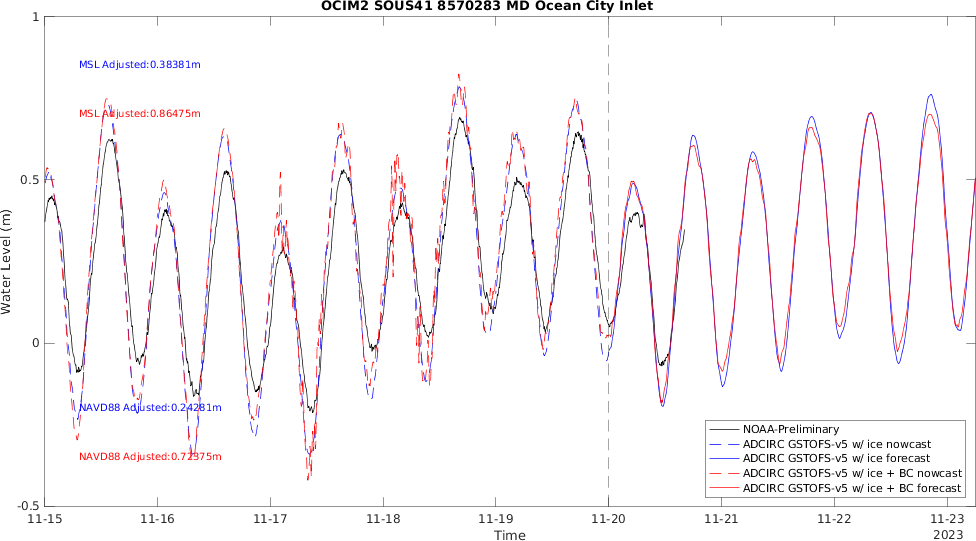 OCIM2 SOUS41 8570283 MD Ocean City Inlet
1
MSL Adjusted:0.38381m
MSL Adjusted:0.86475m
0.5
Water Level (m)
0
NAVD88 Adjusted:0.24281m
NAVD88 Adjusted:0.72375m
-0.5
NOAA-Preliminary
ADCIRC GSTOFS-v5 w/ ice nowcast
ADCIRC GSTOFS-v5 w/ ice forecast
ADCIRC GSTOFS-v5 w/ ice + BC nowcast
ADCIRC GSTOFS-v5 w/ ice + BC forecast
11-15 11-16 11-17 11-18 11-19 11-20 11-21 11-22 11-23
Time
2023